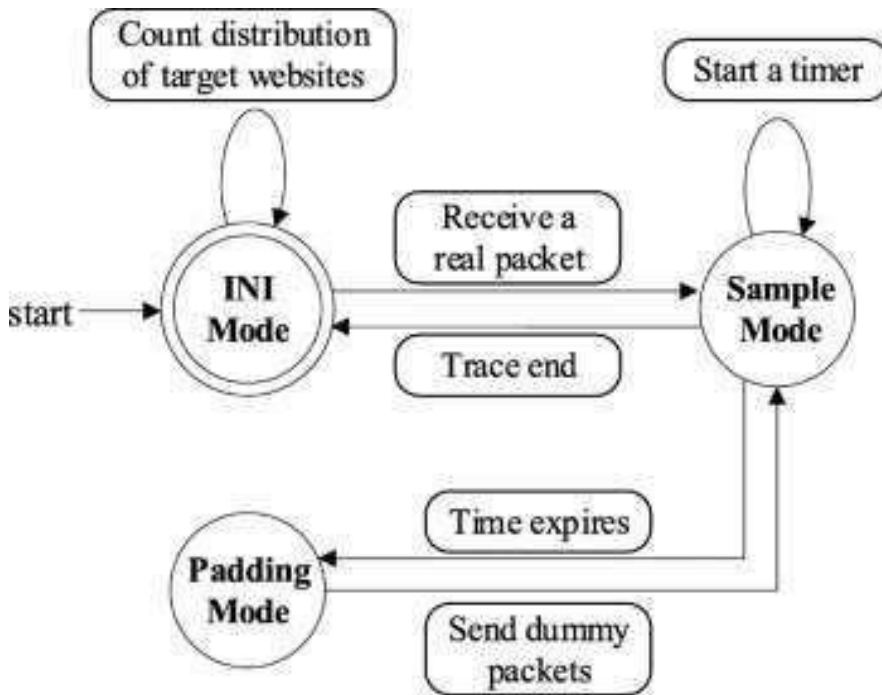 Count distribution
of target websites
Start a timer
Receive a
real packet
start
INI
Mode
Sample
Mode
Trace end
Time expires
Padding
Mode
Send dummy
packets